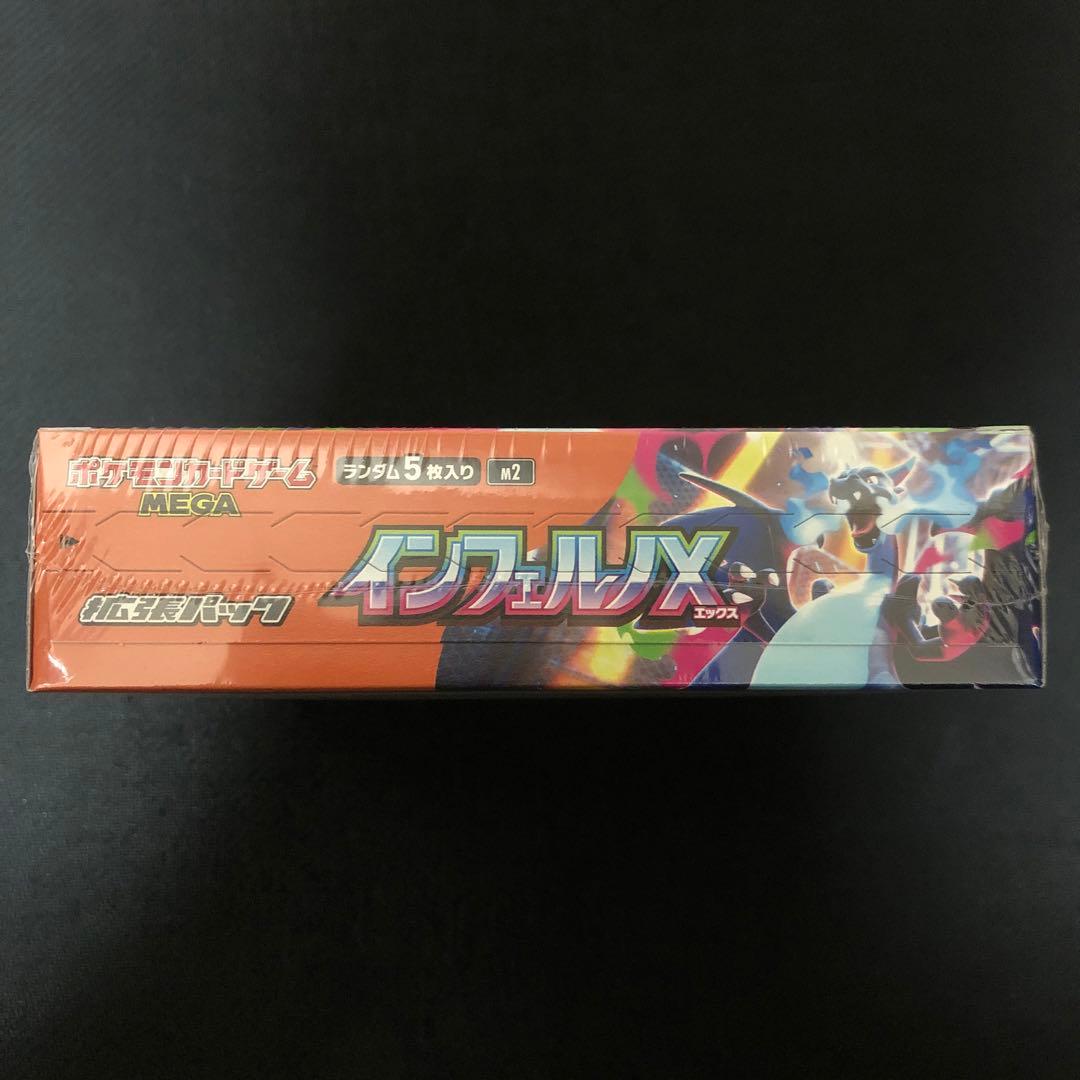 ポケモンカードゲーム
MEGA
ランダム5枚入り
M2
拡張パック
インフェルノX
エックス